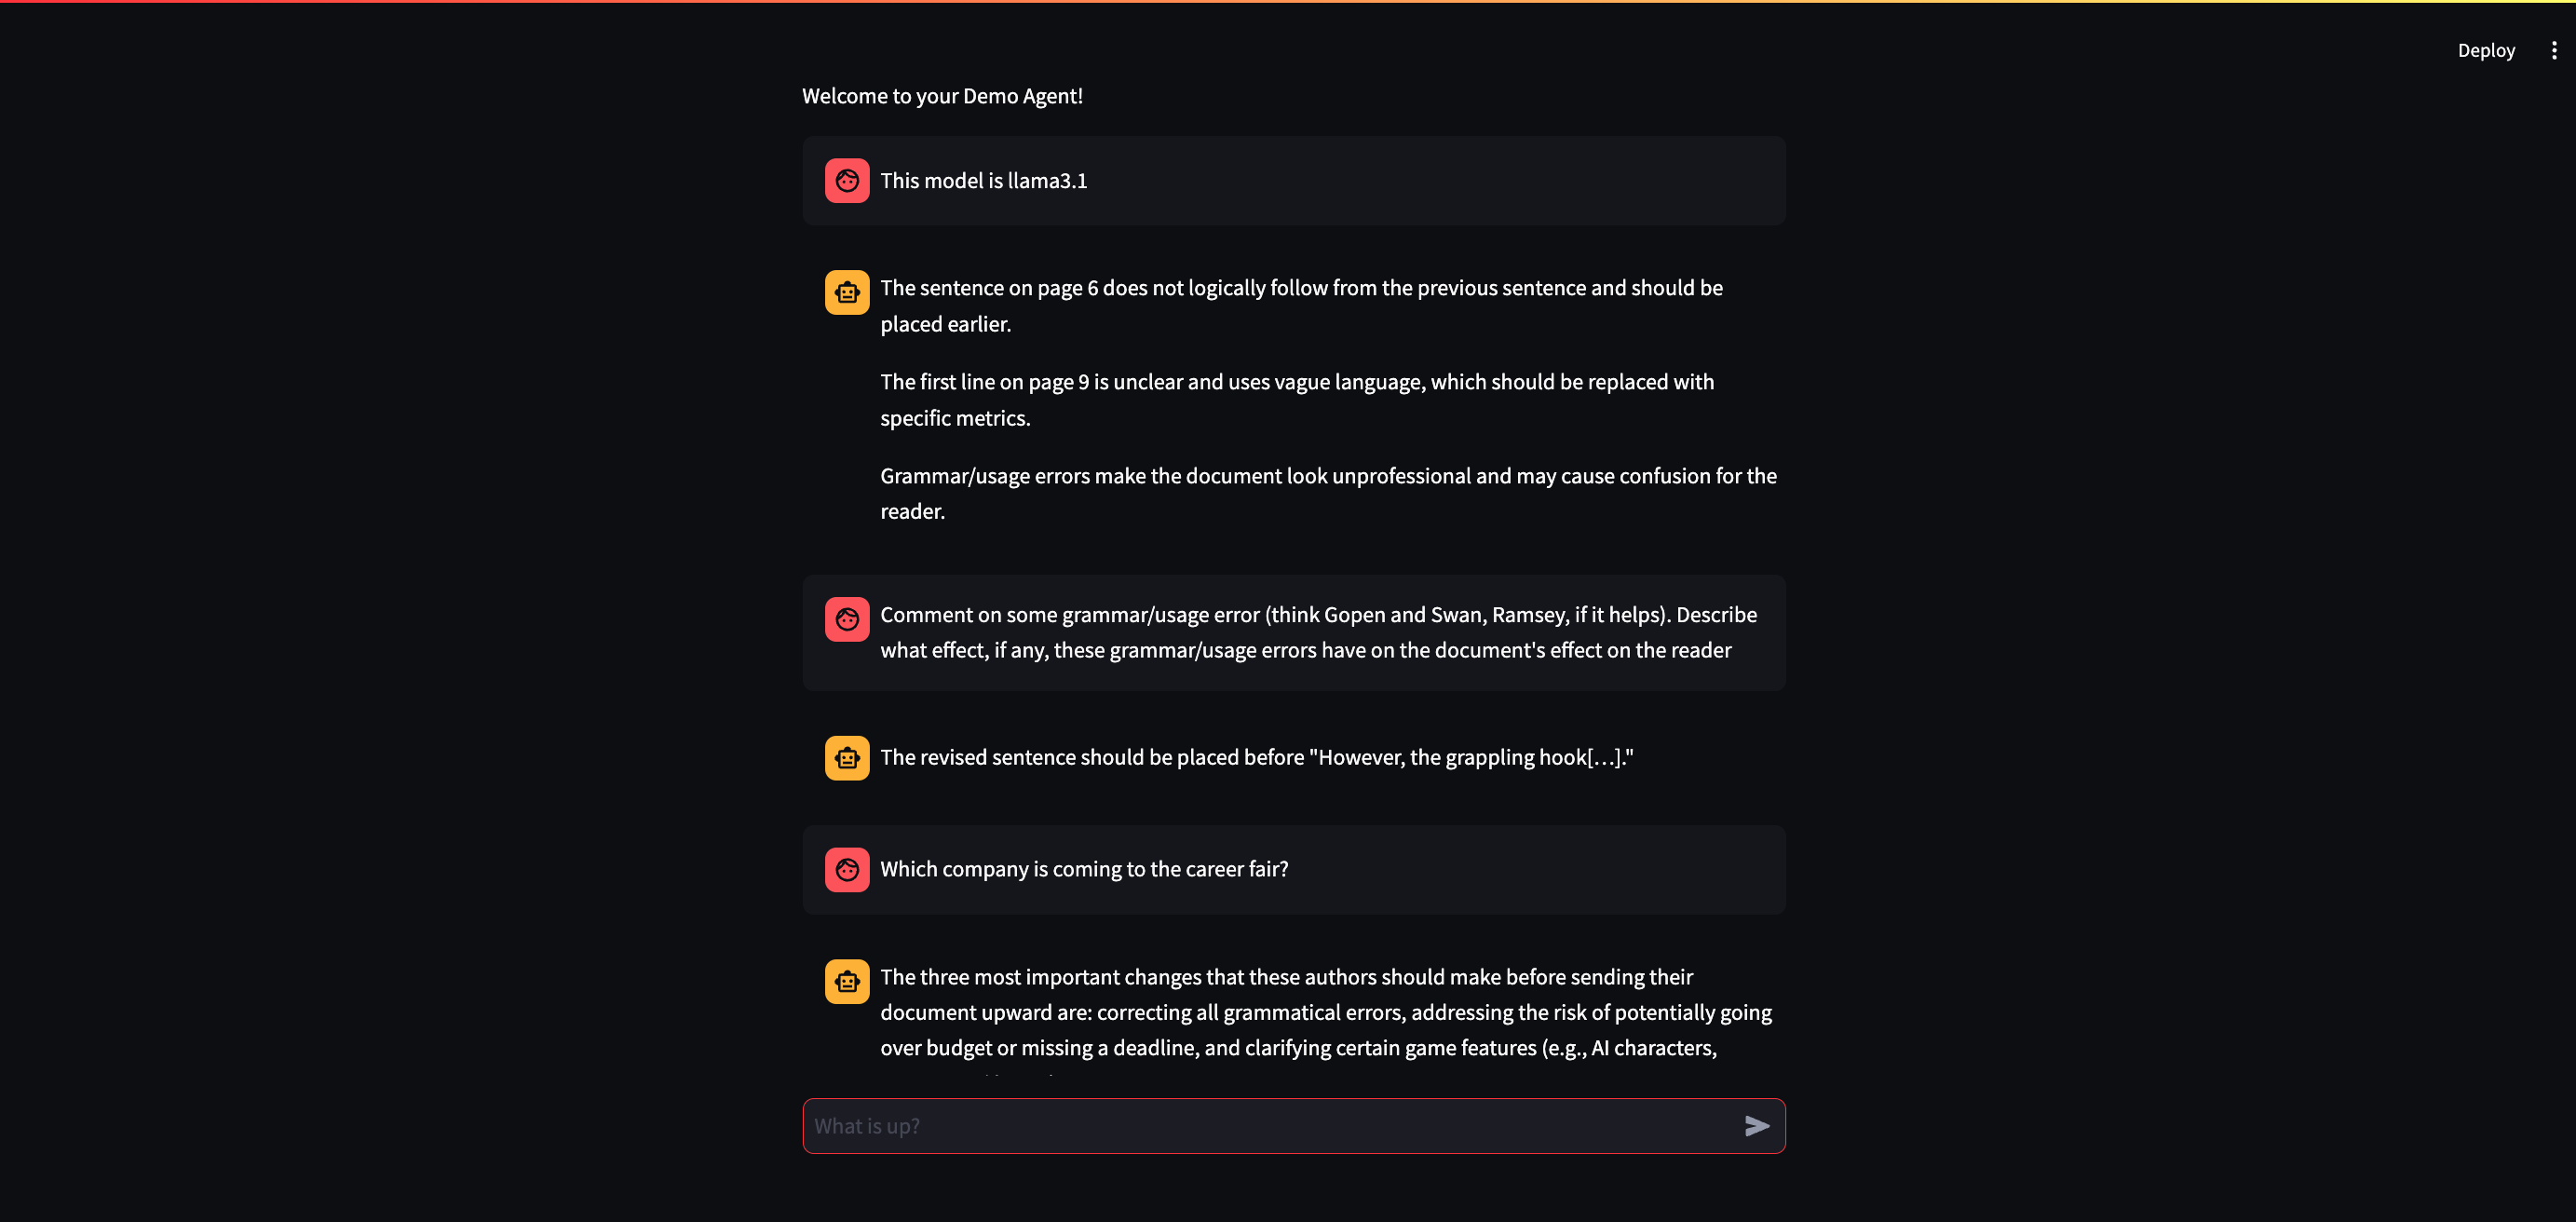 Deploy
Welcome to your Demo Agent!
This model is llama3.1
The sentence on page 6 does not logically follow from the previous sentence and should be
placed earlier.
The first line on page 9 is unclear and uses vague language, which should be replaced with
specific metrics.
Grammar/usage errors make the document look unprofessional and may cause confusion for the
reader.
Comment on some grammar/usage error (think Gopen and Swan, Ramsey, if it helps). Describe
what effect, if any, these grammar/usage errors have on the document's effect on the reader
The revised sentence should be placed before "However, the grappling hook[…]."
Which company is coming to the career fair?
The three most important changes that these authors should make before sending their
document upward are: correcting all grammatical errors, addressing the risk of potentially going
over budget or missing a deadline, and clarifying certain game features (e.g., AI characters,
What is up?